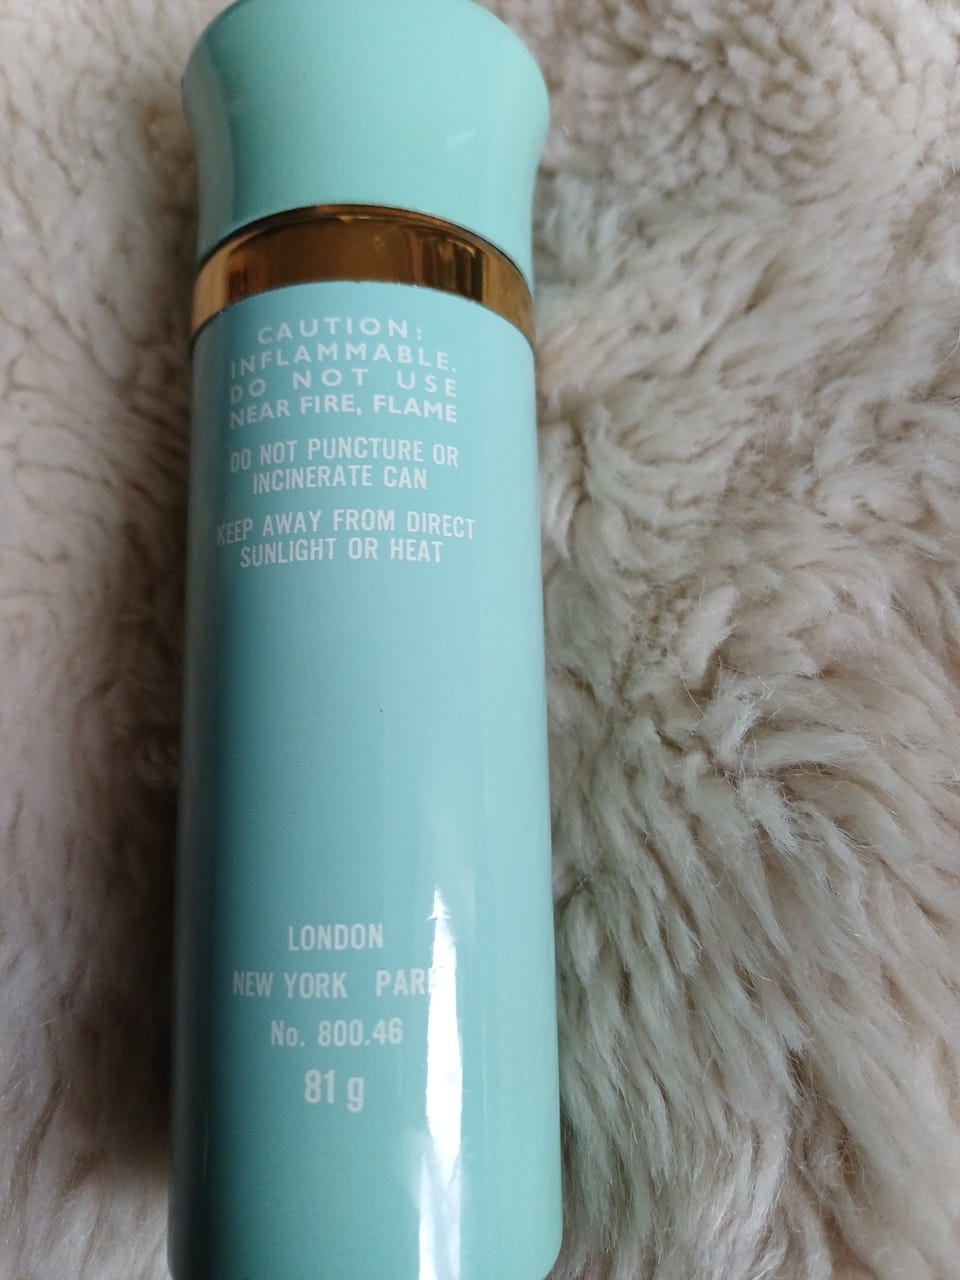 CAUTION:
INFLAMMABLE.
DO NOT USE
NEAR FIRE, FLAME
DO NOT PUNCTURE OR
INCINERATE CAN
KEEP AWAY FROM DIRECT
SUNLIGHT OR HEAT
LONDON
NEW YORK
No. 800.46
81 g